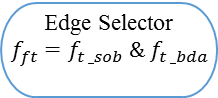 Edge Selector
f_ft = f_t_sob & f_t_bda